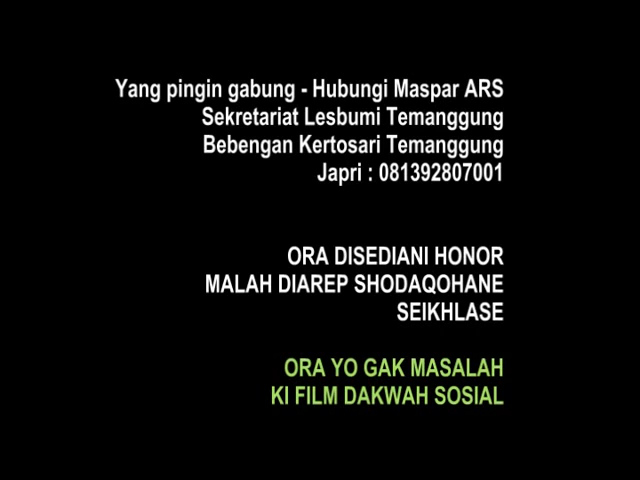 Yang pingin gabung - Hubungi Maspar ARS
Sekretariat Lesbumi Temanggung
Bebengan Kertosari Temanggung
Japri : 081392807001
ORA DISEDIANI HONOR
MALAH DIAREP SHODAQOHANE
SEIKHLASE
ORA YO GAK MASALAH
KI FILM DAKWAH SOSIAL